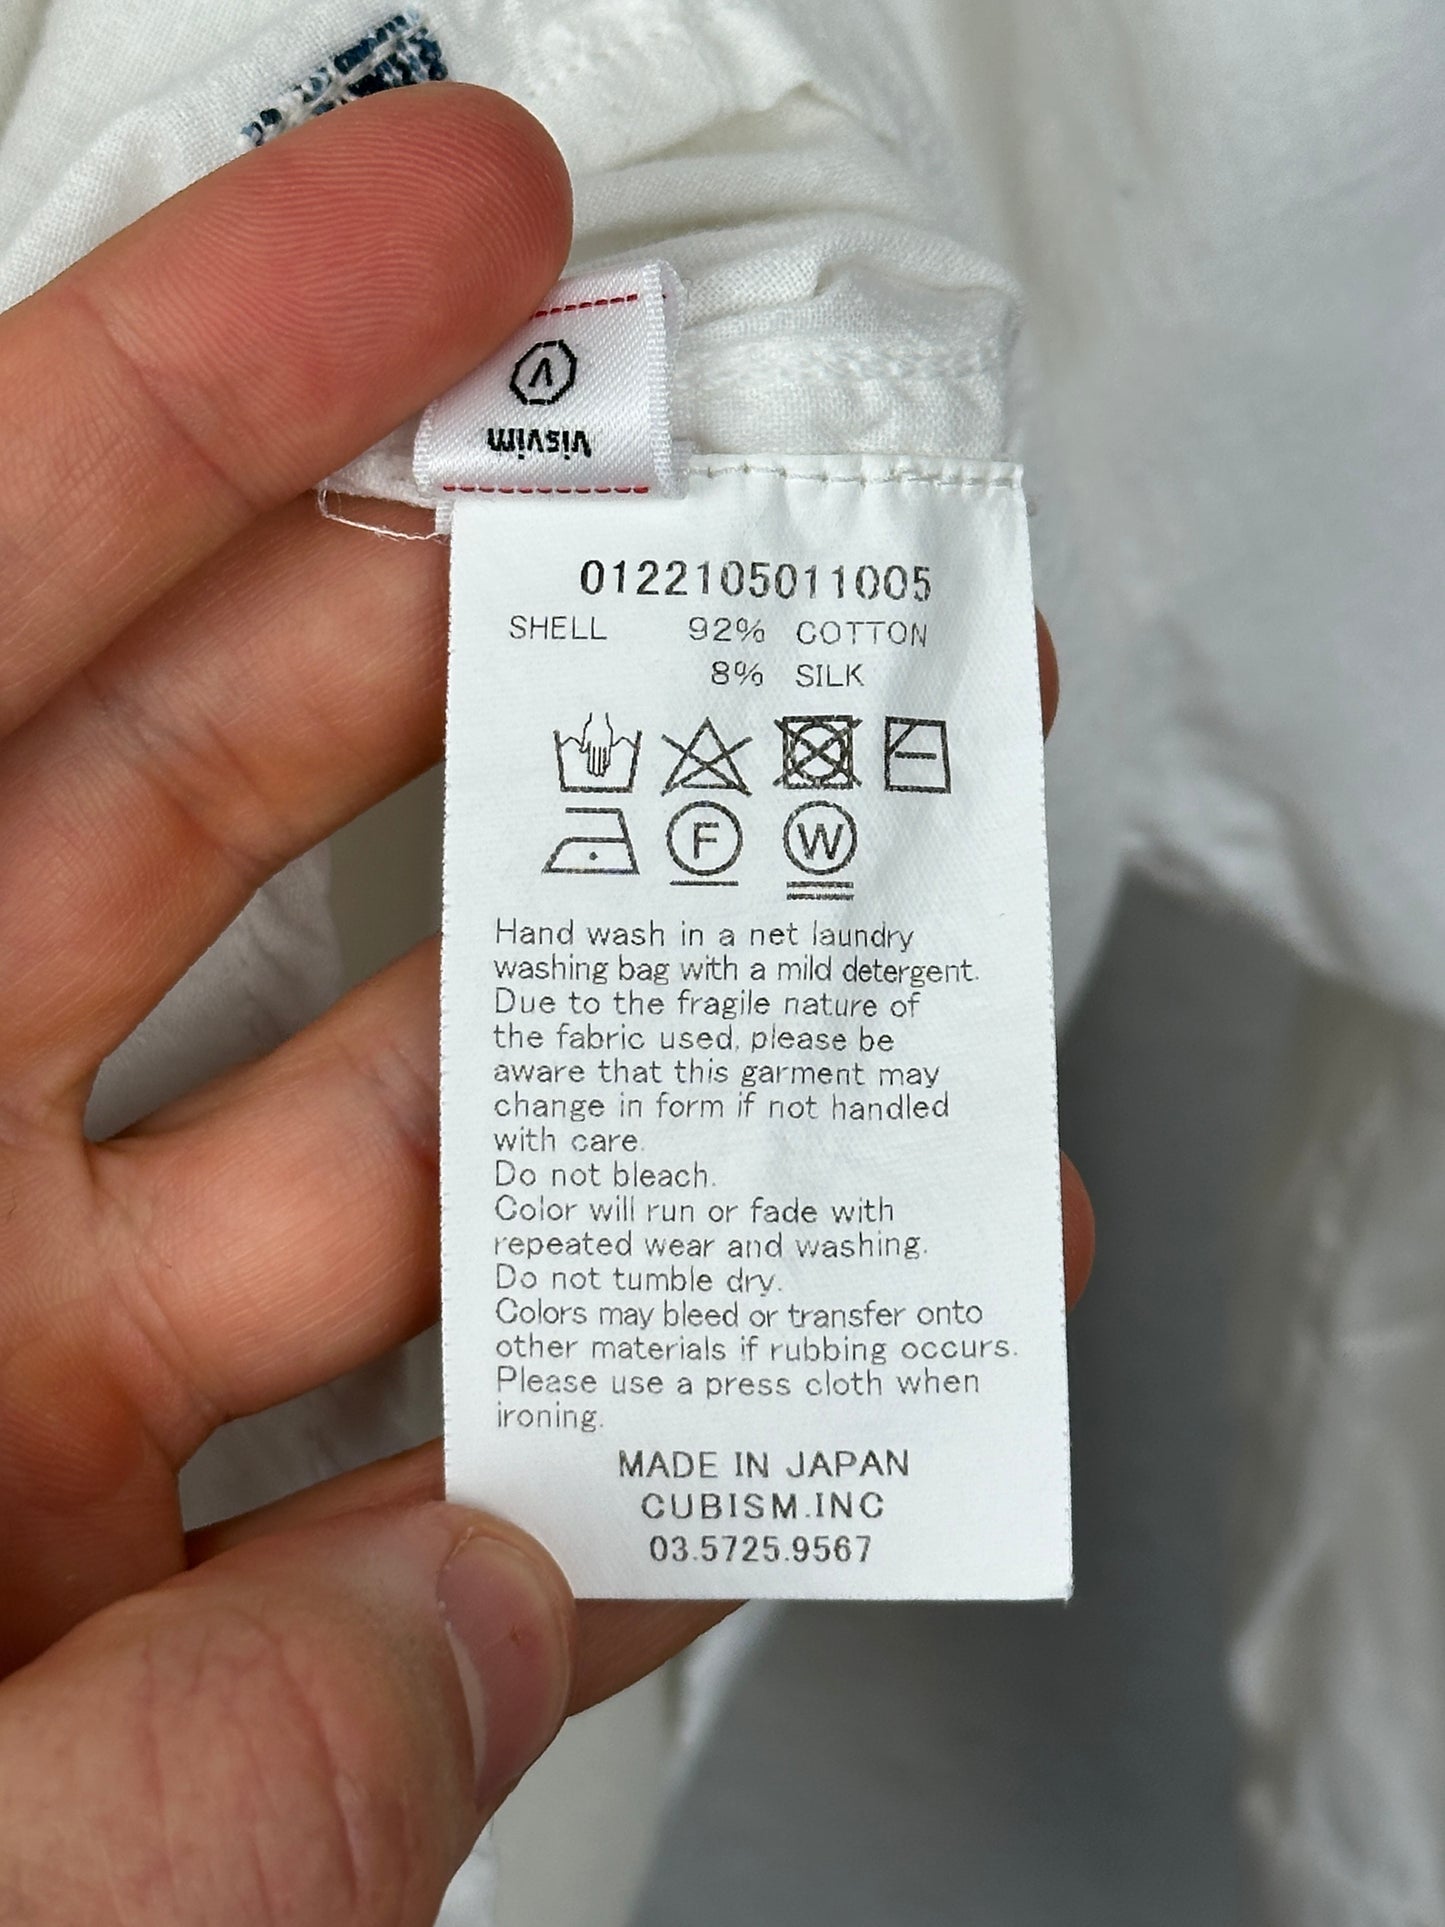 visvim
0122105011005
SHELL 92% COTTON
8% SILK
F W
Hand wash in a net laundry
washing bag with a mild detergent.
Due to the fragile nature of
the fabric used, please be
aware that this garment may
change in form if not handled
with care.
Do not bleach.
Color will run or fade with
repeated wear and washing.
Do not tumble dry.
Colors may bleed or transfer onto
other materials if rubbing occurs.
Please use a press cloth when
ironing.
MADE IN JAPAN
CUBISM.INC
03.5725.9567